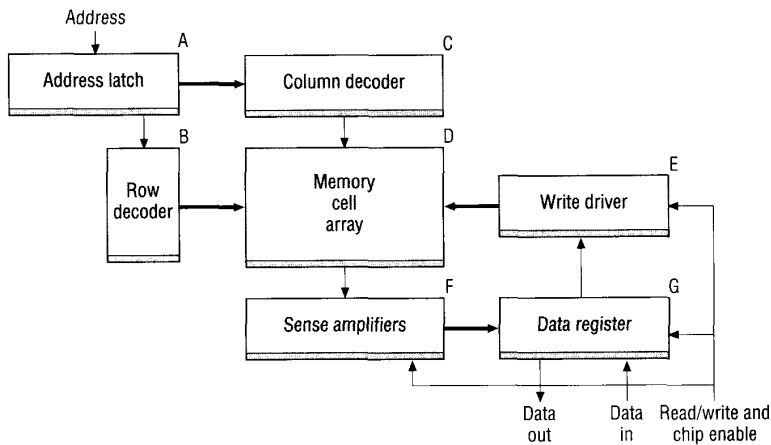 Address
A
Address latch
C
Column decoder
B
Row
decoder
D
Memory
cell
array
E
Write driver
F
Sense amplifiers
G
Data register
Data
out
Data
in
Read/write and
chip enable